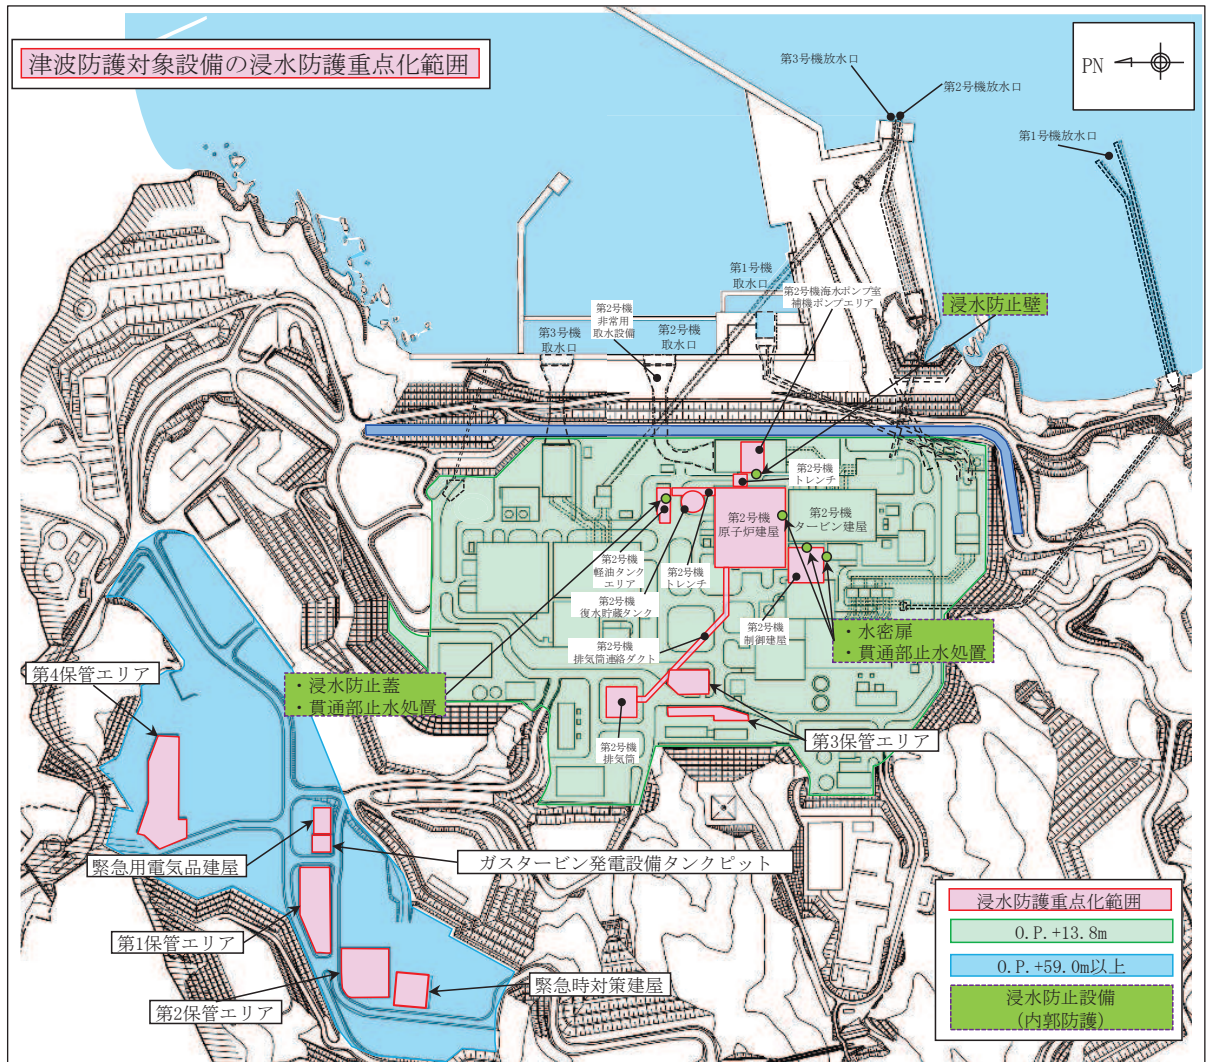 津波防護対象設備の浸水防護重点化範囲
PN
第3号機放水口
第2号機放水口
第1号機放水口
第1号機
取水口
第2号機海水ポンプ室
補機ポンプエリア
浸水防止壁
第2号機
非常用
取水設備
第3号機
取水口
第2号機
取水口
第2号機
トレンチ
第2号機
原子炉建屋
第2号機
タービン建屋
第2号機
軽油タンク
エリア
第2号機
トレンチ
第2号機
復水貯蔵タンク
第2号機
制御建屋
・水密扉
・貫通部止水処置
第2号機
排気筒連絡ダクト
・浸水防止蓋
・貫通部止水処置
第4保管エリア
第3保管エリア
第2号機
排気筒
緊急用電気品建屋
ガスタービン発電設備タンクピット
第1保管エリア
第2保管エリア
緊急時対策建屋
浸水防護重点化範囲
O.P.+13.8m
O.P.+59.0m以上
浸水防止設備
(内郭防護)